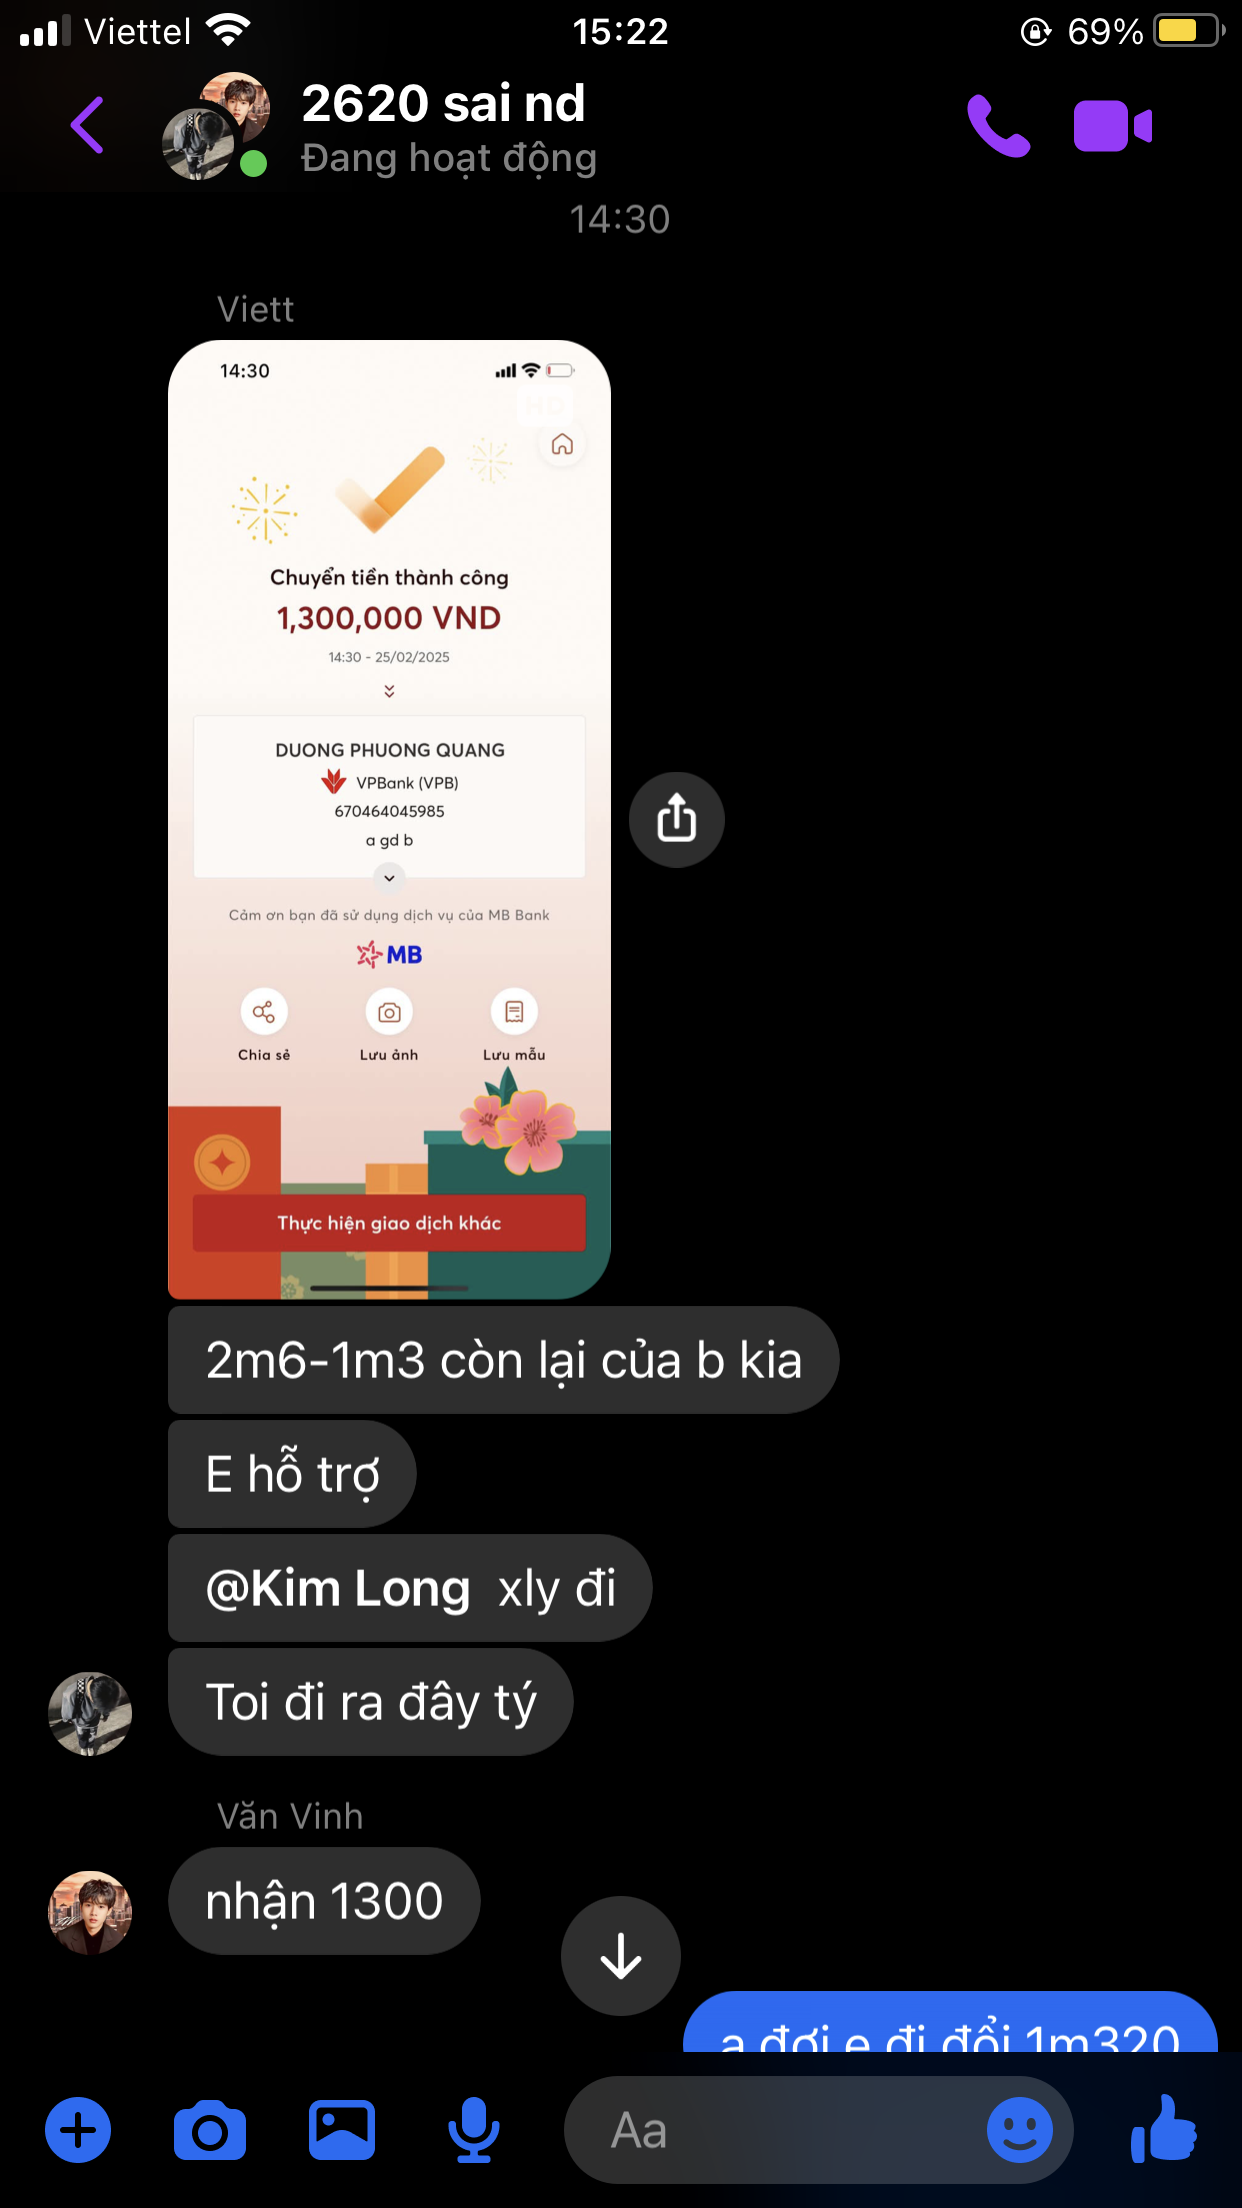 Viettel
15:22
69%
2620 sai nd
Đang hoạt động
14:30
Viett
14:30
Chuyển tiền thành công
1,300,000 VND
14:30 - 25/02/2025
DUONG PHUONG QUANG
VPBank (VPB)
670464045985
a gd b
Cảm ơn bạn đã sử dụng dịch vụ của MB Bank
MB
Chia sẻ
Lưu ảnh
Lưu mẫu
Thực hiện giao dịch khác
2m6-1m3 còn lại của b kia
E hỗ trợ
@Kim Long xly đi
Toi đi ra đây tý
Văn Vinh
nhận 1300
a đợi e đi đổi 1m320
Aa